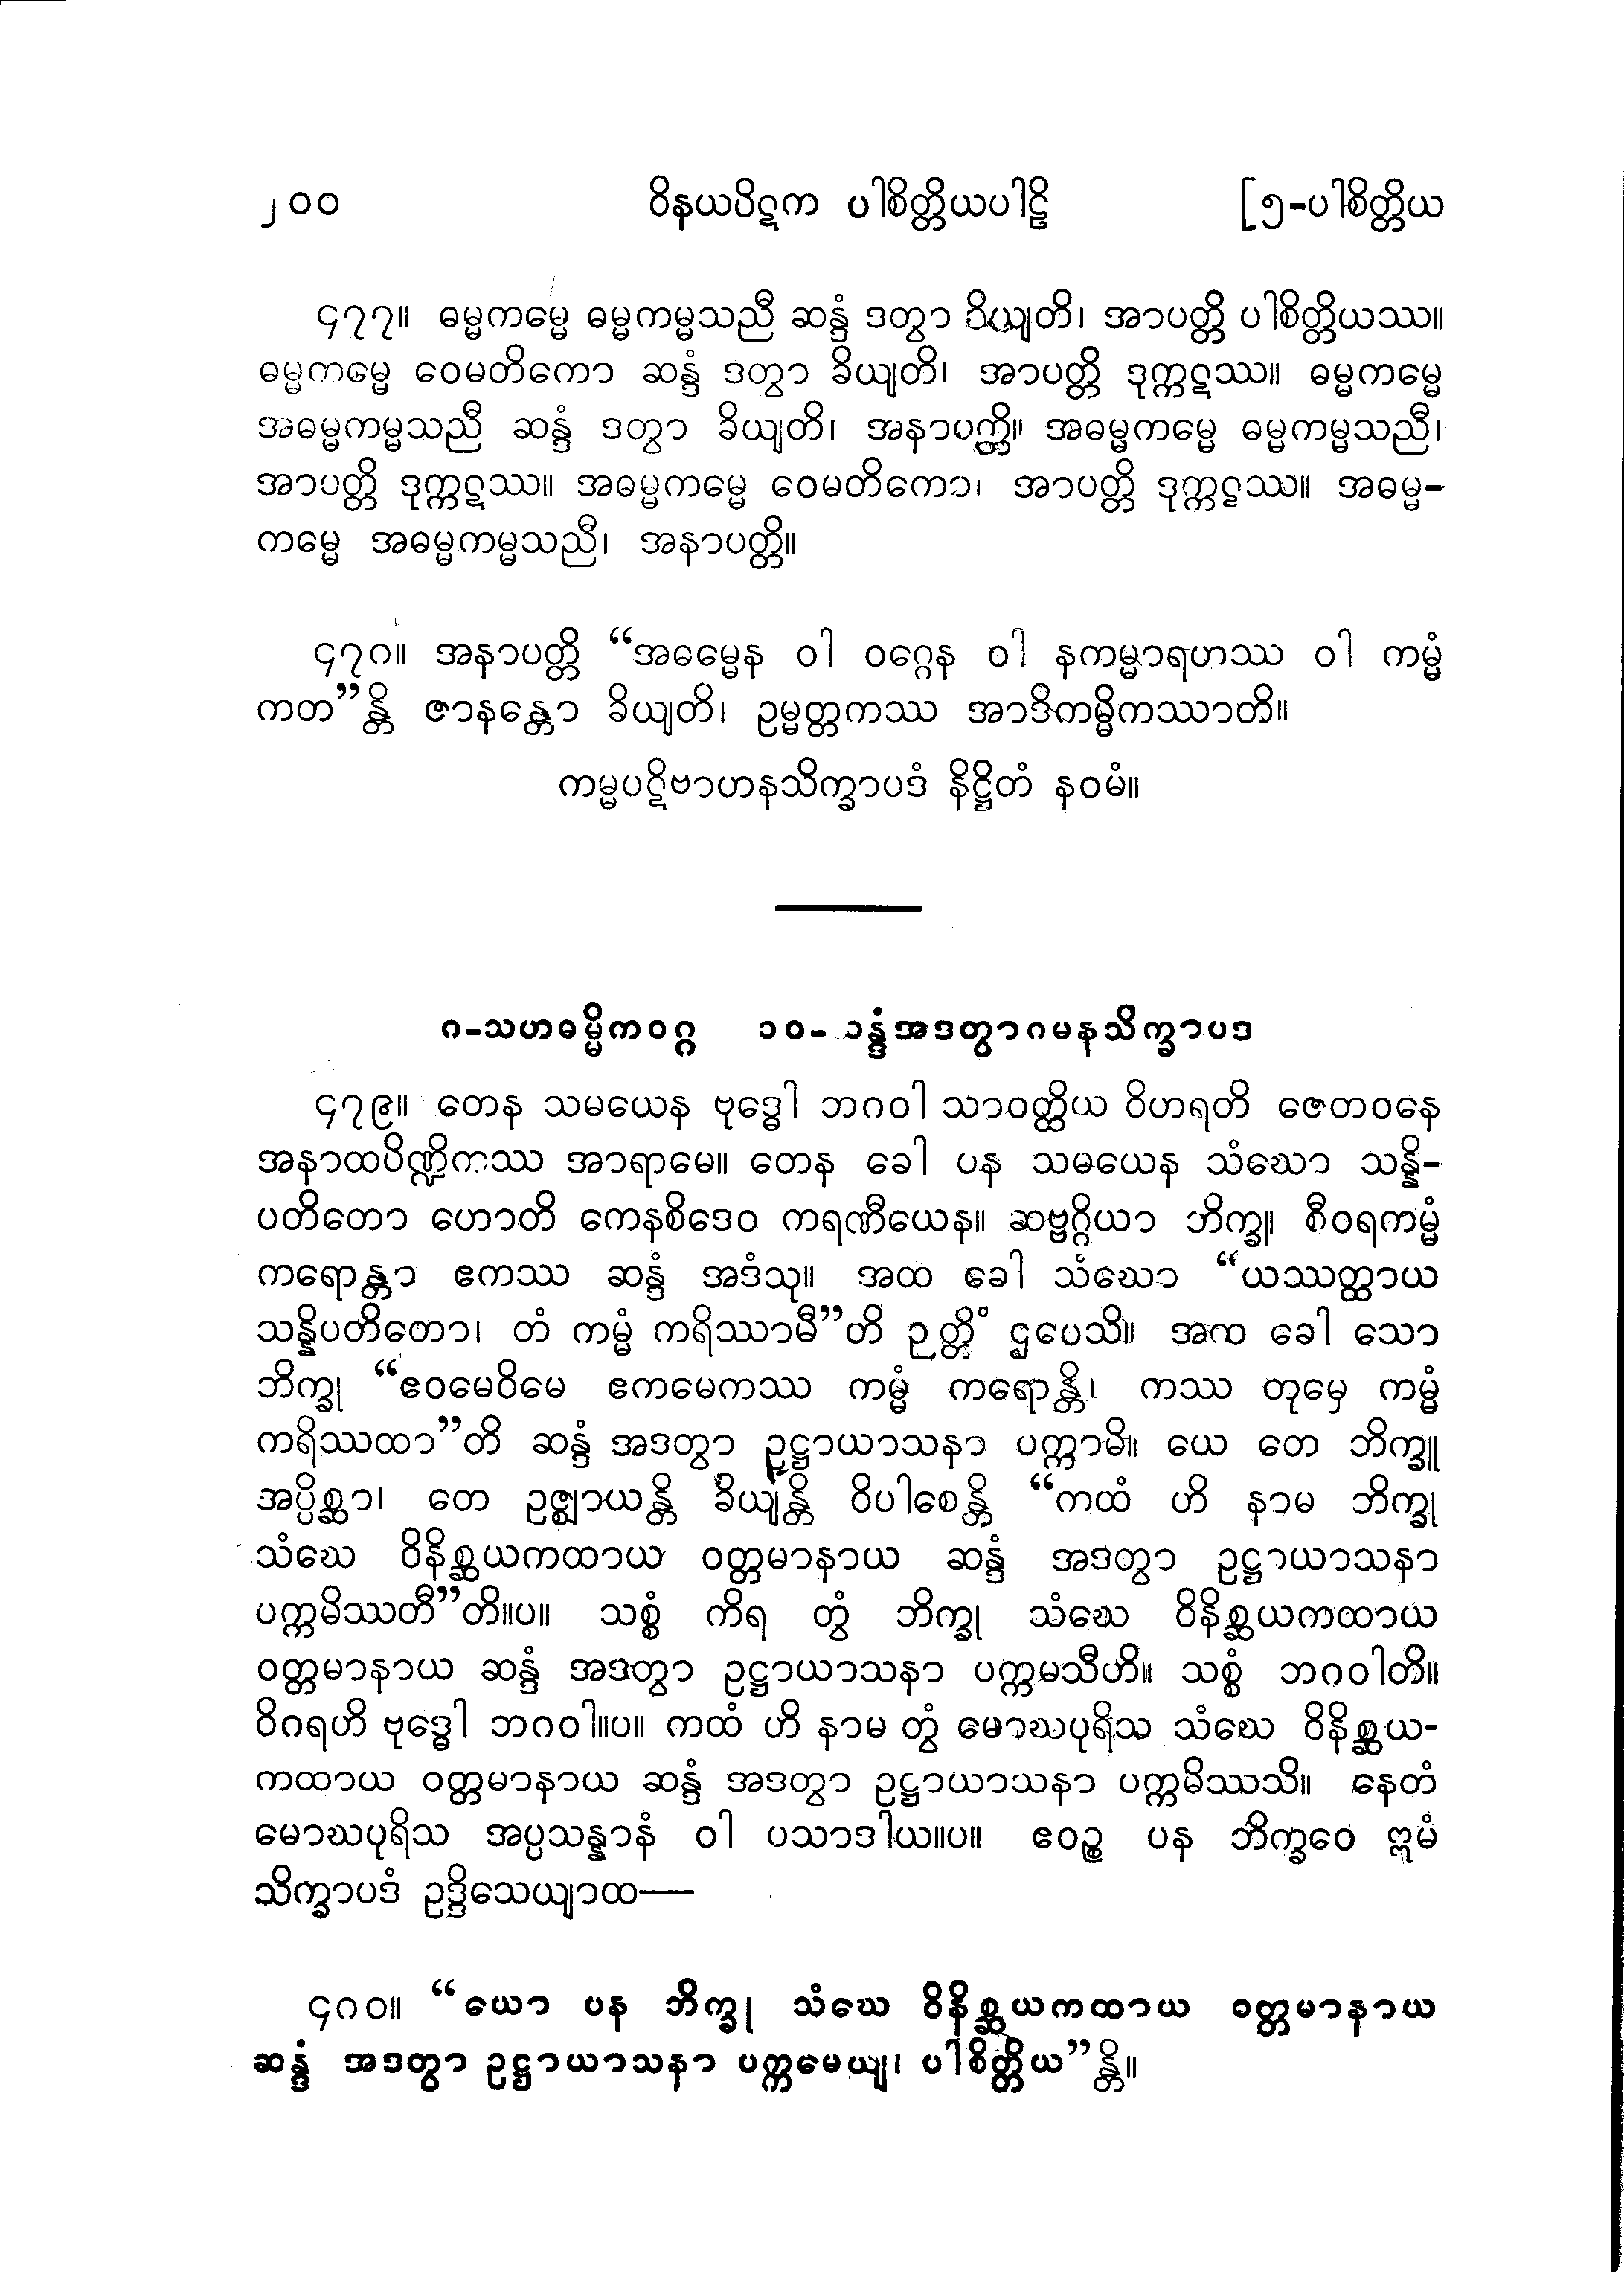 ၂၀၀ ဝိနယပိဋက ပါစိတ္တိယပါဠိ [၅-ပါစိတ္တိယ
၄၇၇။ ဓမ္မကမ္မေ ဓမ္မကမ္မသညီ ဆန္ဒံ ဒတွာ ခိယျတိ၊ အာပတ္တိ ပါစိတ္တိယဿ။
ဓမ္မကမ္မေ ဝေမတိကော ဆန္ဒံ ဒတွာ ခိယျတိ၊ အာပတ္တိ ဒုက္ကဋဿ။ ဓမ္မကမ္မေ
အဓမ္မကမ္မသညီ ဆန္ဒံ ဒတွာ ခိယျတိ၊ အနာပတ္တိ။ အဓမ္မကမ္မေ ဓမ္မကမ္မသညီ၊
အာပတ္တိ ဒုက္ကဋဿ။ အဓမ္မကမ္မေ ဝေမတိကော၊ အာပတ္တိ ဒုက္ကဋဿ။ အဓမ္မ-
ကမ္မေ အဓမ္မကမ္မသညီ၊ အနာပတ္တိ။
၄၇၈။ အနာပတ္တိ “အဓမ္မေန ဝါ ဝဂ္ဂေန ဝါ နကမ္မာရဟဿ ဝါ ကမ္မံ
ကတ”န္တိ ဇာနန္တော ခိယျတိ၊ ဥမ္မတ္တကဿ အာဒိကမ္မိကဿာတိ။
ကမ္မပဋိဗာဟနသိက္ခာပဒံ နိဋ္ဌိတံ နဝမံ။
၈-သဟဓမ္မိကဝဂ္ဂ ၁၀-ဆန္ဒံအဒတွာဂမနသိက္ခာပဒ
၄၇၉။ တေန သမယေန ဗုဒ္ဓေါ ဘဂဝါ သာဝတ္ထိယ ဝိဟရတိ ဇေတဝနေ
အနာထပိဏ္ဍိကဿ အာရာမေ။ တေန ခေါ ပန သမယေန သံဃော သန္နိ-
ပတိတော ဟောတိ ကေနစိဒေဝ ကရဏီယေန။ ဆဗ္ဗဂ္ဂိယာ ဘိက္ခူ စီဝရကမ္မံ
ကရောန္တာ ဧကဿ ဆန္ဒံ အဒံသု။ အထ ခေါ သံဃော “ယဿတ္ထာယ
သန္နိပတိတော၊ တံ ကမ္မံ ကရိဿာမီ”တိ ဉတ္တိံ ဌပေသိ။ အထ ခေါ သော
ဘိက္ခု “ဧဝမေဝိမေ ဧကမေကဿ ကမ္မံ ကရောန္တိ၊ ကဿ တုမှေ ကမ္မံ
ကရိဿထာ”တိ ဆန္ဒံ အဒတွာ ဥဋ္ဌာယာသနာ ပက္ကာမိ။ ယေ တေ ဘိက္ခူ
အပ္ပိစ္ဆာ၊ တေ ဥဇ္ဈာယန္တိ ခိယျန္တိ ဝိပါစေန္တိ “ကထံ ဟိ နာမ ဘိက္ခု
သံဃေ ဝိနိစ္ဆယကထာယ ဝတ္တမာနာယ ဆန္ဒံ အဒတွာ ဥဋ္ဌာယာသနာ
ပက္ကမိဿတီ”တိ။ပ။ သစ္စံ ကိရ တွံ ဘိက္ခု သံဃေ ဝိနိစ္ဆယကထာယ
ဝတ္တမာနာယ ဆန္ဒံ အဒတွာ ဥဋ္ဌာယာသနာ ပက္ကမသီဟိ။ သစ္စံ ဘဂဝါတိ။
ဝိဂရဟိ ဗုဒ္ဓေါ ဘဂဝါ။ပ။ ကထံ ဟိ နာမ တွံ မောဃပုရိသ သံဃေ ဝိနိစ္ဆယ-
ကထာယ ဝတ္တမာနာယ ဆန္ဒံ အဒတွာ ဥဋ္ဌာယာသနာ ပက္ကမိဿသိ။ နေတံ
မောဃပုရိသ အပ္ပသန္နာနံ ဝါ ပသာဒါယ။ပ။ ဧဝဉ္စ ပန ဘိက္ခဝေ ဣမံ
သိက္ခာပဒံ ဥဒ္ဒိသေယျာထ—
၄၈၀။ “ယော ပန ဘိက္ခု သံဃေ ဝိနိစ္ဆယကထာယ ဝတ္တမာနာယ
ဆန္ဒံ အဒတွာ ဥဋ္ဌာယာသနာ ပက္ကမေယျ၊ ပါစိတ္တိယ”န္တိ။